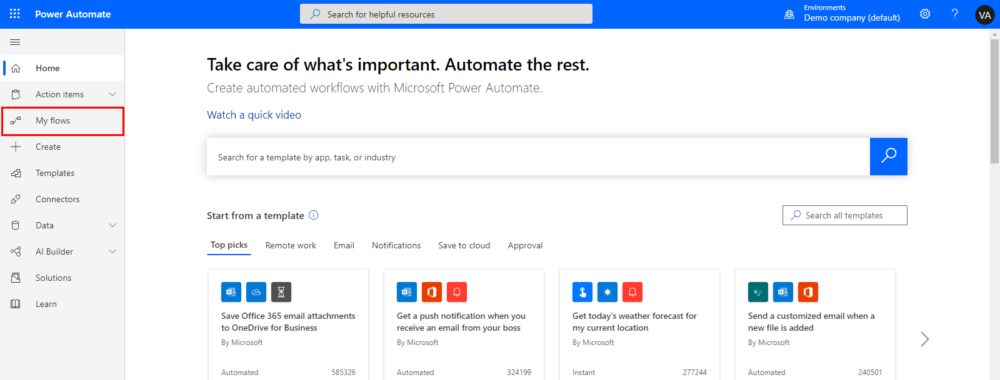 Power Automate
Search for helpful resources
Environments
Demo company (default)
?
VA
Home
Action items
My flows
Create
Templates
Connectors
Data
AI Builder
Solutions
Learn
Take care of what's important. Automate the rest.
Create automated workflows with Microsoft Power Automate.
Watch a quick video
Search for a template by app, task, or industry
Start from a template
Search all templates
Top picks Remote work Email Notifications Save to cloud Approval
Save Office 365 email attachments
to OneDrive for Business
By Microsoft
Automated 585326
Get a push notification when you
receive an email from your boss
By Microsoft
Automated 324199
Get today's weather forecast for
my current location
By Microsoft
Instant 277244
Send a customized email when a
new file is added
By Microsoft
Automated 240501